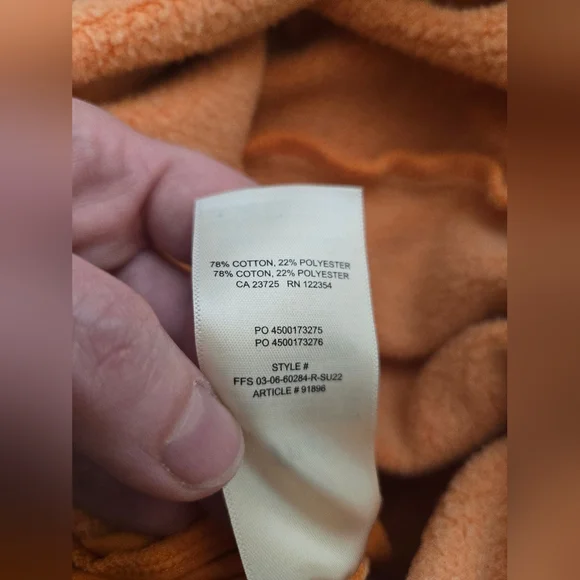 78% COTTON, 22% POLYESTER
78% COTON, 22% POLYESTER
CA 23725 RN 122354
PO 4500173275
PO 4500173276
STYLE #
FFS 03-06-60284-R-SU22
ARTICLE # 91896